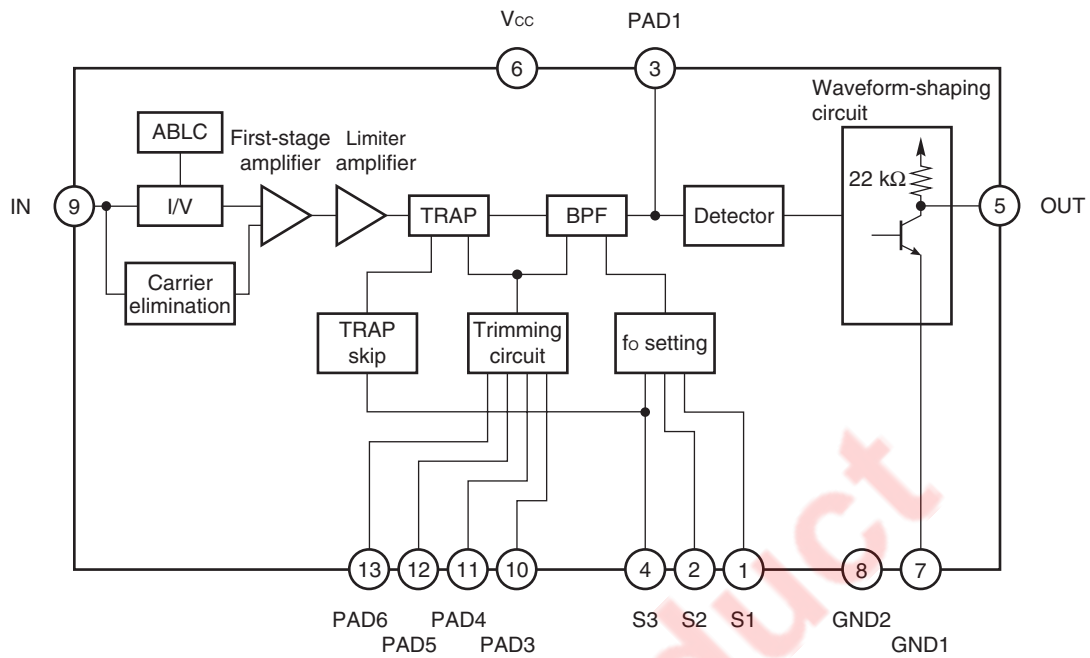 VCC PAD1
6 3
Waveform-shaping
circuit
ABLC
First-stage
amplifier
Limiter
amplifier
22 kΩ
IN 9
I/V
TRAP
BPF
Detector
5 OUT
Carrier
elimination
TRAP
skip
Trimming
circuit
fO setting
13 12 11 10 4 2 1 8 7
PAD6 PAD4 S3 S2 S1 GND2
PAD5 PAD3 GND1
duct